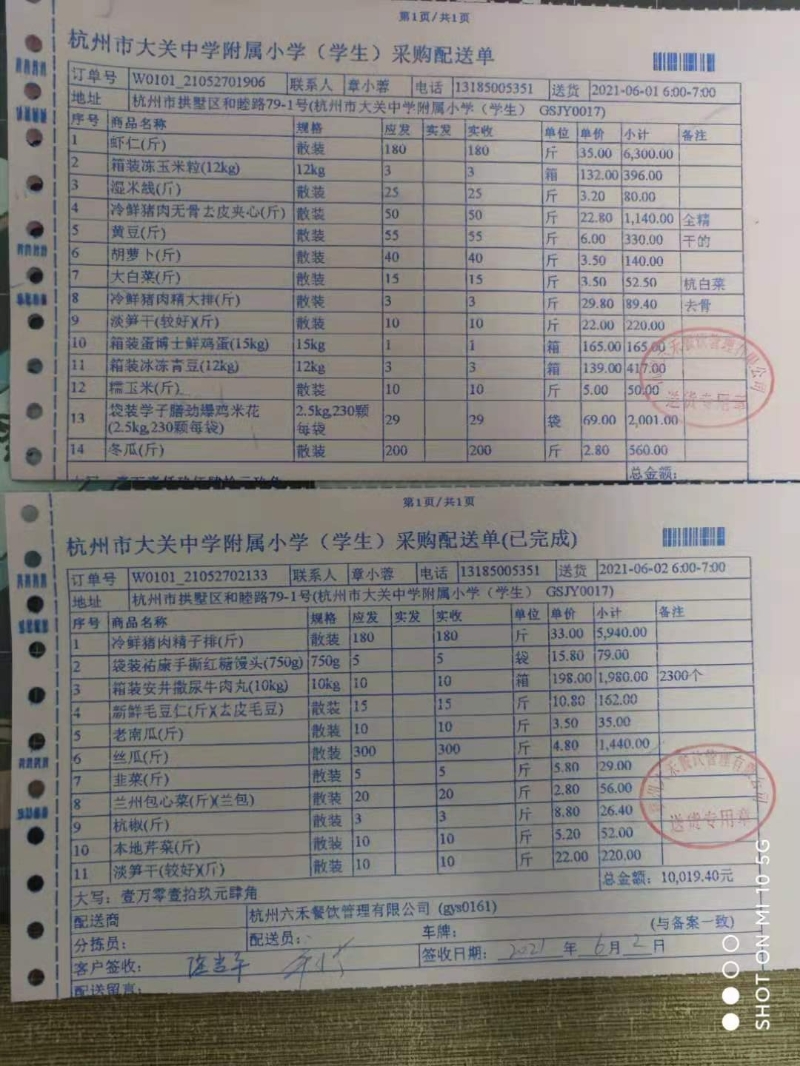 第1页/共1页
杭州市大关中学附属小学（学生）采购配送单
订单号 W0101_21052701906 联系人 章小蓉 电话 13185005351 送货 2021-06-01 6:00-7:00
地址 杭州市拱墅区和睦路79-1号(杭州市大关中学附属小学（学生） GSJY0017)
序号 商品名称 规格 应发 实发 实收 单位 单价 小计 备注
1 虾仁(斤) 散装 180 180 斤 35.00 6,300.00
2 箱装冻玉米粒(12kg) 12kg 3 3 箱 132.00 396.00
3 湿米线(斤) 散装 25 25 斤 3.20 80.00
4 冷鲜猪肉无骨去皮夹心(斤) 散装 50 50 斤 22.80 1,140.00 全精
5 黄豆(斤) 散装 55 55 斤 6.00 330.00 干的
6 胡萝卜(斤) 散装 40 40 斤 3.50 140.00
7 大白菜(斤) 散装 15 15 斤 3.50 52.50 杭白菜
8 冷鲜猪肉精大排(斤) 散装 3 3 斤 29.80 89.40 去骨
9 淡笋干(较好)(斤) 散装 10 10 斤 22.00 220.00
10 箱装蛋博士鲜鸡蛋(15kg) 15kg 1 1 箱 165.00 165.00
11 箱装冰冻青豆(12kg) 12kg 3 3 箱 139.00 417.00
12 糯玉米(斤) 散装 10 10 斤 5.00 50.00
13 袋装学子膳劲爆鸡米花(2.5kg,230颗每袋) 2.5kg,230颗每袋 29 29 袋 69.00 2,001.00
14 冬瓜(斤) 散装 200 200 斤 2.80 560.00
总金额:
送货专用章
第1页/共1页
杭州市大关中学附属小学（学生）采购配送单(已完成)
订单号 W0101_21052702133 联系人 章小蓉 电话 13185005351 送货 2021-06-02 6:00-7:00
地址 杭州市拱墅区和睦路79-1号(杭州市大关中学附属小学（学生） GSJY0017)
序号 商品名称 规格 应发 实发 实收 单位 单价 小计 备注
1 冷鲜猪肉精子排(斤) 散装 180 180 斤 33.00 5,940.00
2 袋装祐康手撕红糖馒头(750g) 750g 5 5 袋 15.80 79.00
3 箱装安井撒尿牛肉丸(10kg) 10kg 10 10 箱 198.00 1,980.00 2300个
4 新鲜毛豆仁(斤)(去皮毛豆) 散装 15 15 斤 10.80 162.00
5 老南瓜(斤) 散装 10 10 斤 3.50 35.00
6 丝瓜(斤) 散装 300 300 斤 4.80 1,440.00
7 韭菜(斤) 散装 5 5 斤 5.80 29.00
8 兰州包心菜(斤)(兰包) 散装 20 20 斤 2.80 56.00
9 杭椒(斤) 散装 3 3 斤 8.80 26.40
10 本地芹菜(斤) 散装 10 10 斤 5.20 52.00
11 淡笋干(较好)(斤) 散装 10 10 斤 22.00 220.00
总金额: 10,019.40元
大写: 壹万零壹拾玖元肆角
配送商 杭州六禾餐饮管理有限公司 (gys0161)
分拣员: 配送员: 车牌: (与备案一致)
客户签收: 签收日期: 2021 年 6 月 2 日
配送留言:
送货专用章
SHOT ON MI 10 5G